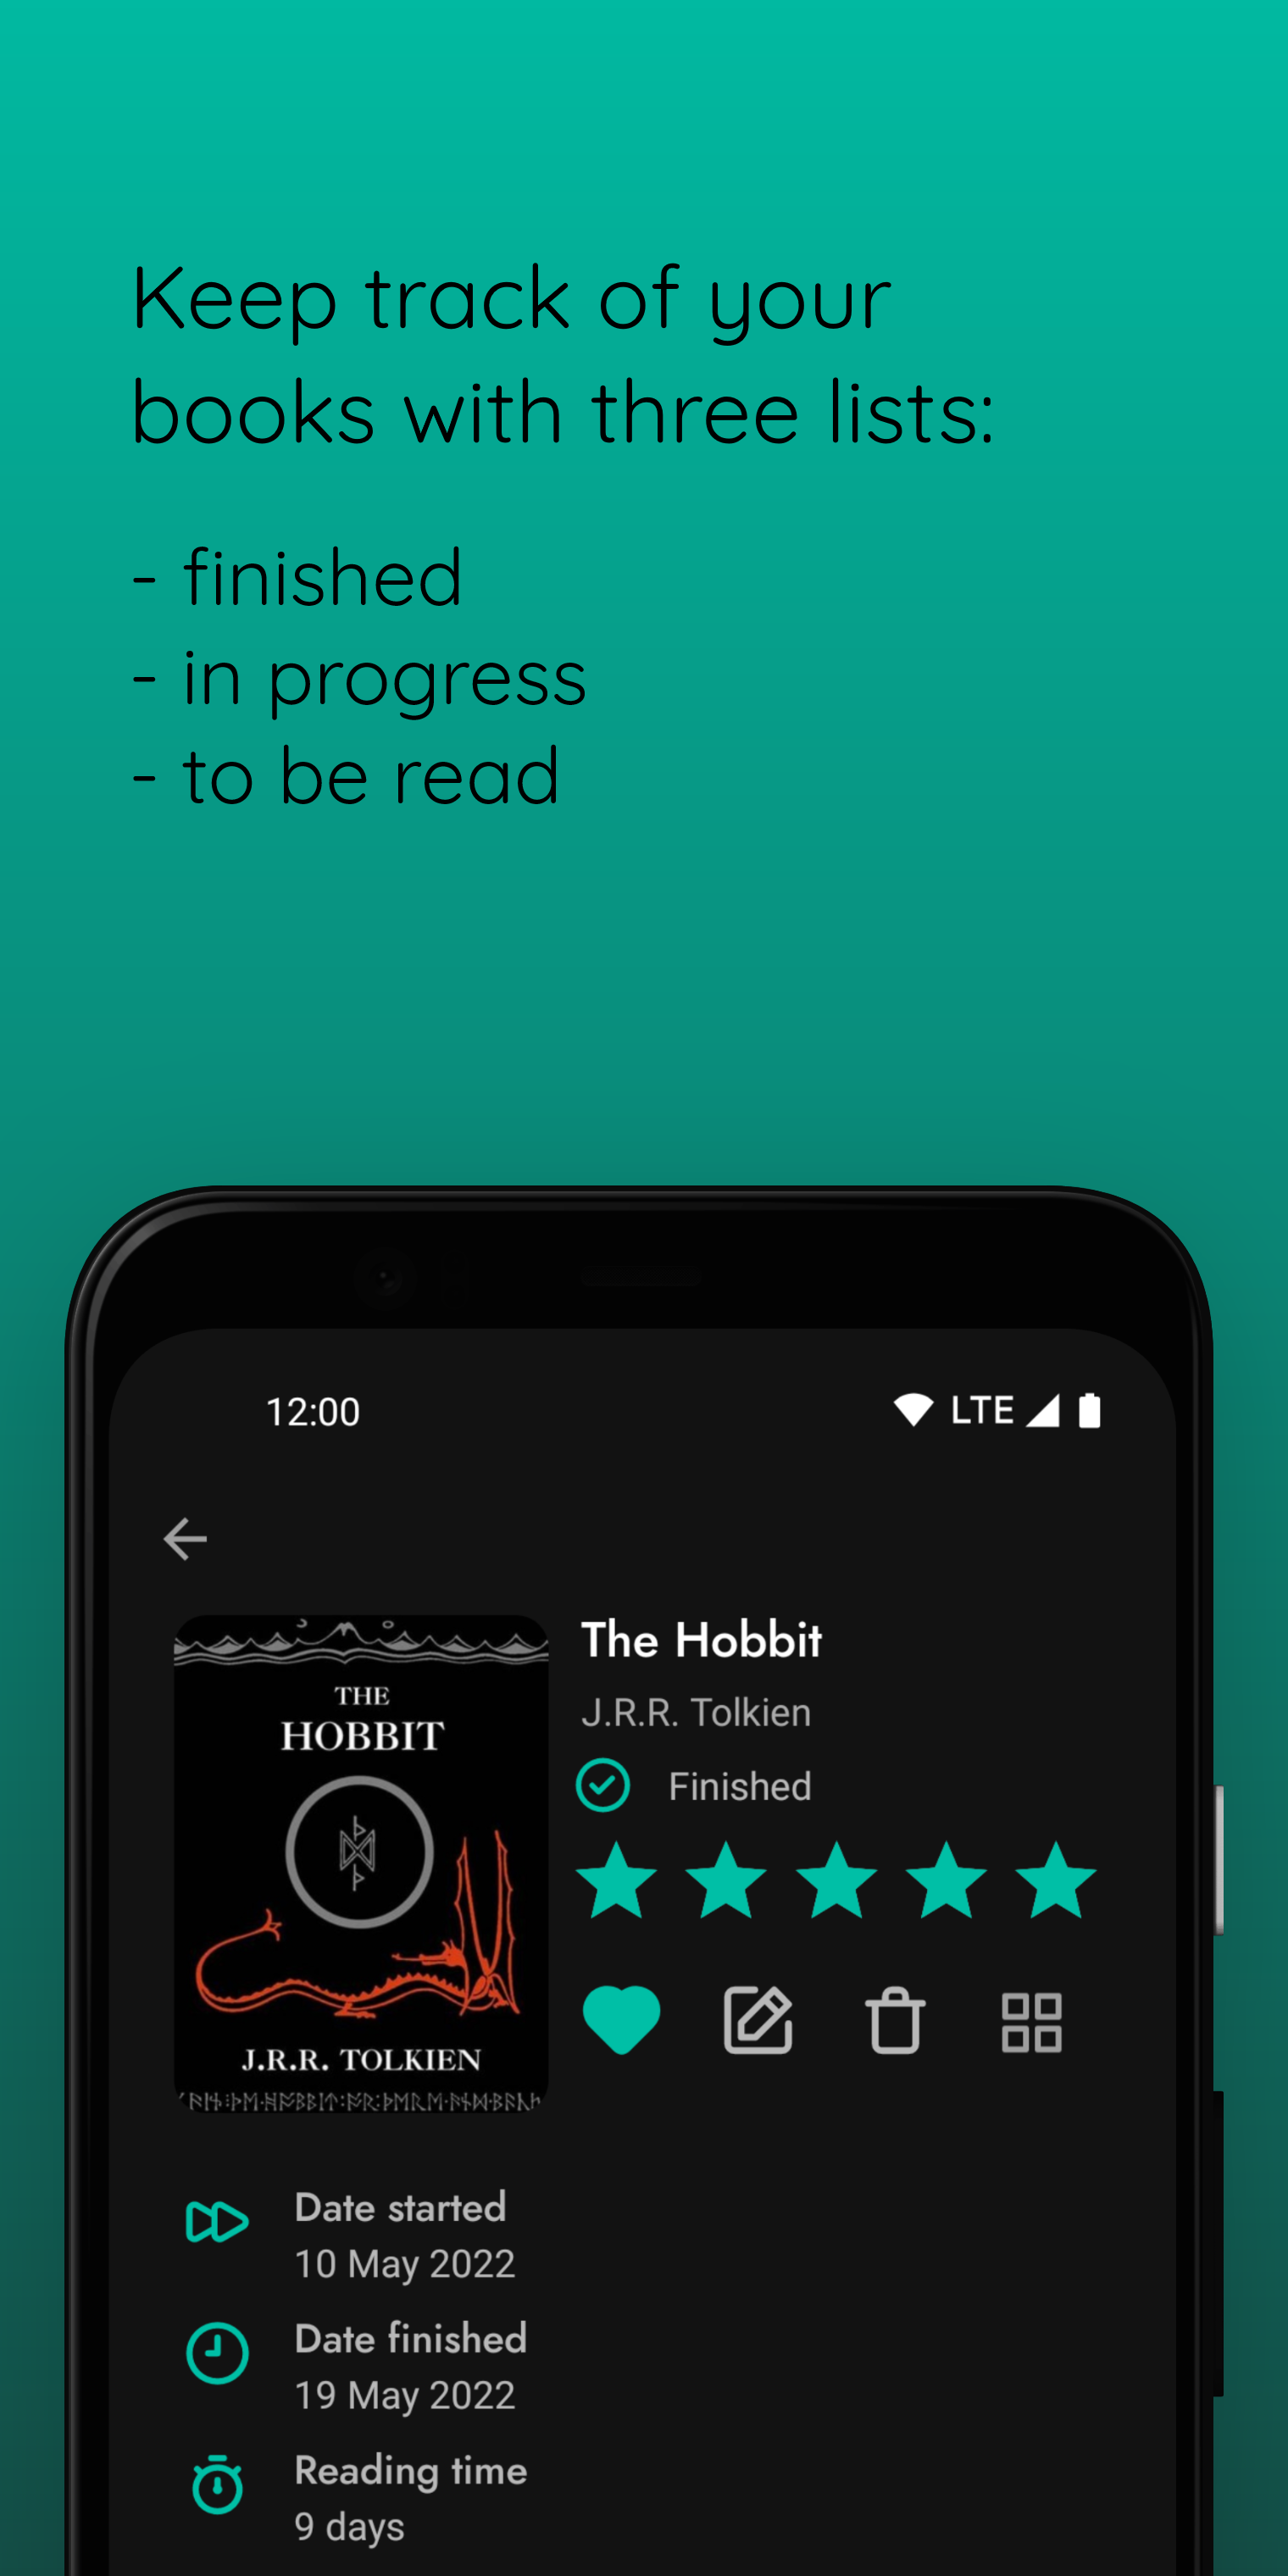 Keep track of your
books with three lists:
- finished
- in progress
- to be read
12:00
LTE
THE
HOBBIT
J.R.R. TOLKIEN
The Hobbit
J.R.R. Tolkien
Finished
Date started
10 May 2022
Date finished
19 May 2022
Reading time
9 days